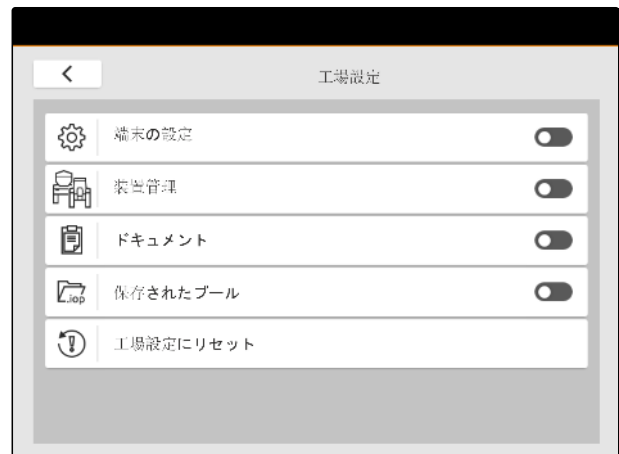 工場設定
端末の設定
装置管理
ドキュメント
.iop
保存されたプール
工場設定にリセット